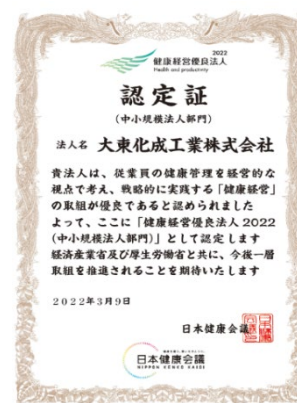 2022
健康経営優良法人
Health and productivity
認定証
(中小規模法人部門)
法人名 大東化成工業株式会社
貴法人は、従業員の健康管理を経営的な
視点で考え、戦略的に実践する「健康経営」
の取組が優良であると認められました
よって、ここに「健康経営優良法人 2022
(中小規模法人部門)」として認定します
経済産業省及び厚生労働省と共に、今後一層
取組を推進されることを期待いたします
2022年3月9日
日本健康会議
日本健康会議
NIPPON KENKO KAIGI